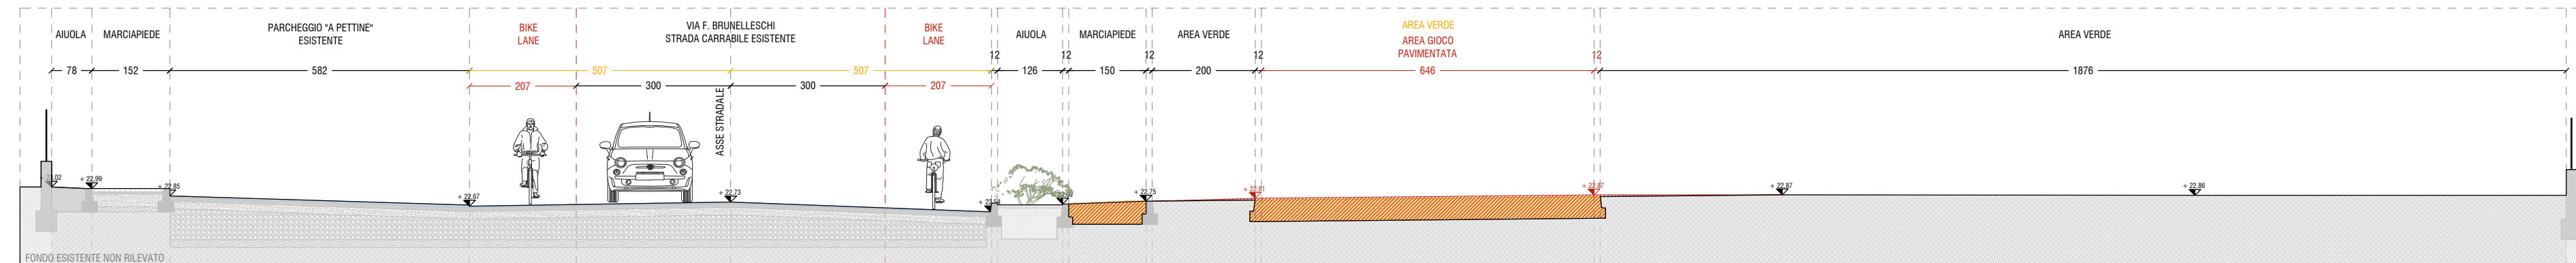 AIUOLA
MARCIAPIEDE
PARCHEGGIO "A PETTINE"
ESISTENTE
BIKE
LANE
VIA F. BRUNELLESCHI
STRADA CARRABILE ESISTENTE
BIKE
LANE
AIUOLA
MARCIAPIEDE
AREA VERDE
AREA VERDE
AREA GIOCO
PAVIMENTATA
AREA VERDE
12
12
12
12
12
78
152
582
507
507
126
150
200
646
1876
207
300
300
207
ASSE STRADALE
+ 22.99
+ 22.85
+ 22.67
+ 22.73
+ 22.75
+ 22.81
+ 22.87
+ 22.87
+ 22.86
FONDO ESISTENTE NON RILEVATO